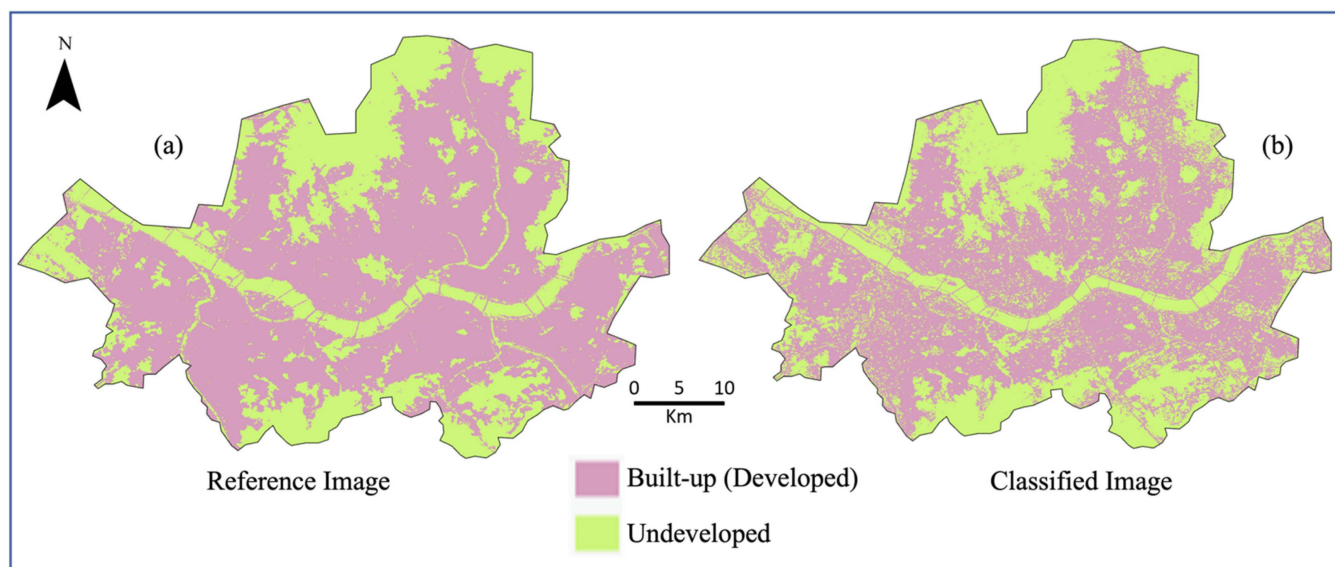 N
(a)
(b)
0 5 10
Km
Reference Image
Built-up (Developed)
Classified Image
Undeveloped